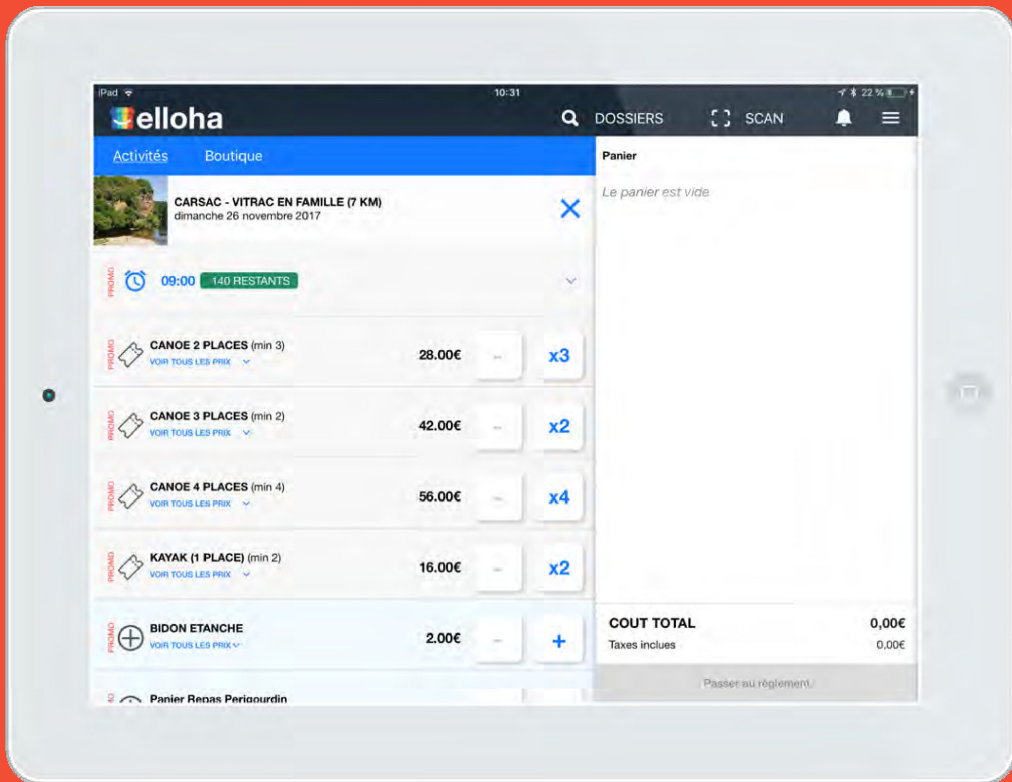 iPad
10:31
22 %
elloha
DOSSIERS
SCAN
Activités
Boutique
Panier
CARSAC - VITRAC EN FAMILLE (7 KM)
dimanche 26 novembre 2017
Le panier est vide
PROMO
09:00
140 RESTANTS
PROMO
CANOE 2 PLACES (min 3)
VOIR TOUS LES PRIX
28.00€
-
x3
PROMO
CANOE 3 PLACES (min 2)
VOIR TOUS LES PRIX
42.00€
-
x2
PROMO
CANOE 4 PLACES (min 4)
VOIR TOUS LES PRIX
56.00€
-
x4
PROMO
KAYAK (1 PLACE) (min 2)
VOIR TOUS LES PRIX
16.00€
-
x2
PROMO
BIDON ETANCHE
VOIR TOUS LES PRIX
2.00€
-
+
Panier Repas Perigourdin
COUT TOTAL
0,00€
Taxes inclues
0,00€
Passer au règlement